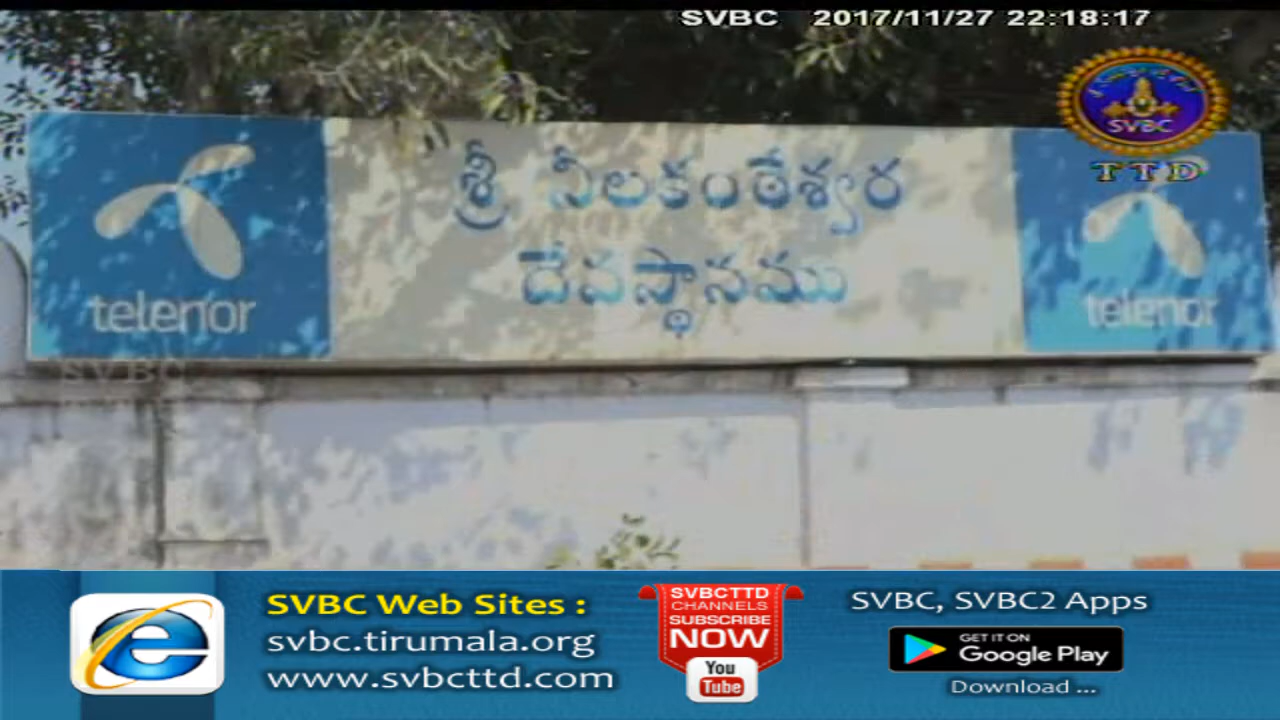 SVBC 2017/11/27 22:18:17
SVBC
TTD
శ్రీ నీలకంఠేశ్వర
దేవస్థానము
telenor
telenor
SVBC
SVBC Web Sites :
svbc.tirumala.org
www.svbcttd.com
SVBCTTD
CHANNELS
SUBSCRIBE
NOW
You
Tube
SVBC, SVBC2 Apps
GET IT ON
Google Play
Download ...